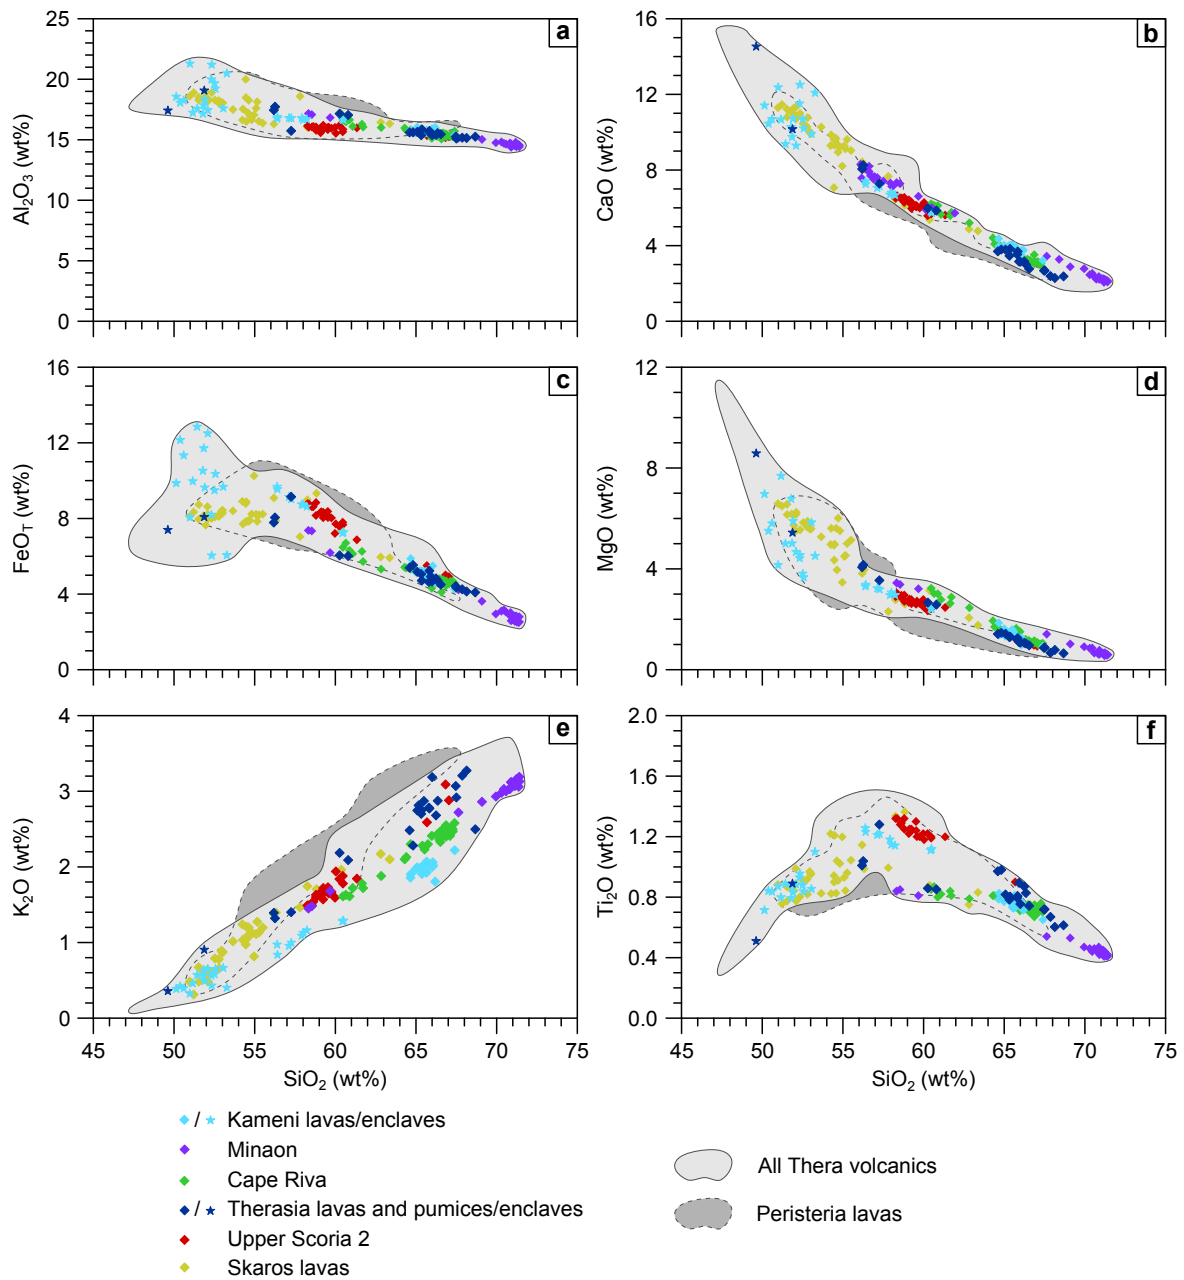 25
20
15
10
5
0
Al₂O₃ (wt%)
a
16
12
8
4
0
CaO (wt%)
b
16
12
8
4
0
FeO_T (wt%)
c
12
8
4
0
MgO (wt%)
d
4
3
2
1
0
K₂O (wt%)
e
45 50 55 60 65 70 75
SiO₂ (wt%)
2.0
1.6
1.2
0.8
0.4
0.0
Ti₂O (wt%)
f
45 50 55 60 65 70 75
SiO₂ (wt%)
/ Kameni lavas/enclaves
Minaon
Cape Riva
/ Therasia lavas and pumices/enclaves
Upper Scoria 2
Skaros lavas
All Thera volcanics
Peristeria lavas